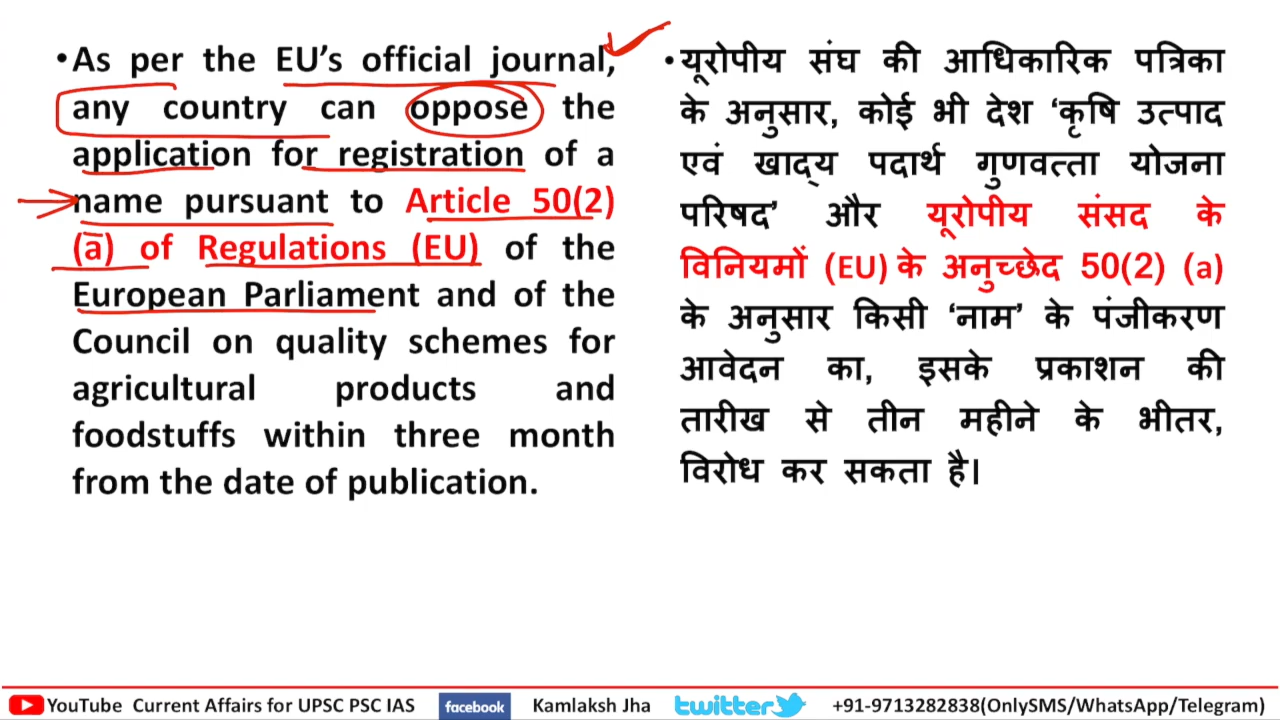 •As per the EU's official journal,
any country can oppose the
application for registration of a
name pursuant to Article 50(2)
(a) of Regulations (EU) of the
European Parliament and of the
Council on quality schemes for
agricultural products and
foodstuffs within three month
from the date of publication.
•यूरोपीय संघ की आधिकारिक पत्रिका
के अनुसार, कोई भी देश ‘कृषि उत्पाद
एवं खाद्य पदार्थ गुणवत्ता योजना
परिषद’ और यूरोपीय संसद के
विनियमों (EU) के अनुच्छेद 50(2) (a)
के अनुसार किसी ‘नाम’ के पंजीकरण
आवेदन का, इसके प्रकाशन की
तारीख से तीन महीने के भीतर,
विरोध कर सकता है।
YouTube Current Affairs for UPSC PSC IAS facebook Kamlaksh Jha twitter +91-9713282838(OnlySMS/WhatsApp/Telegram)